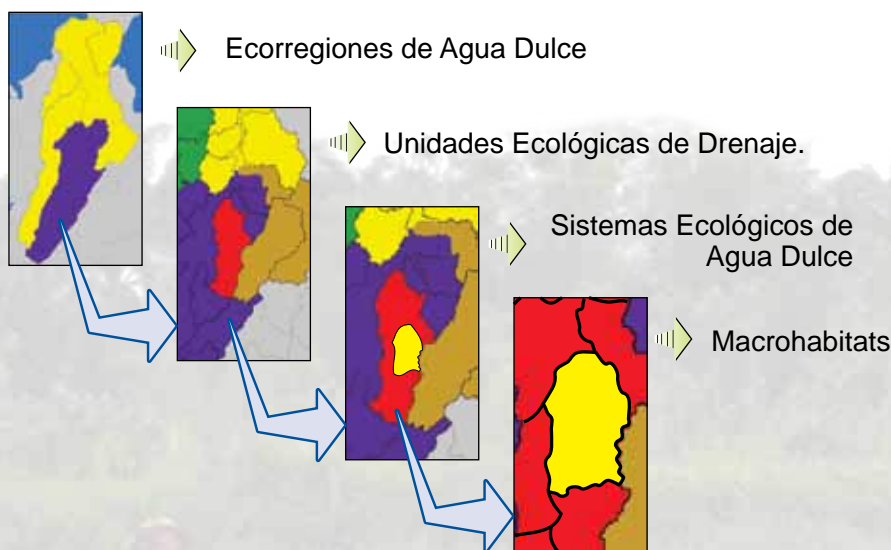 Ecorregiones de Agua Dulce
Unidades Ecológicas de Drenaje.
Sistemas Ecológicos de
Agua Dulce
Macrohabitats